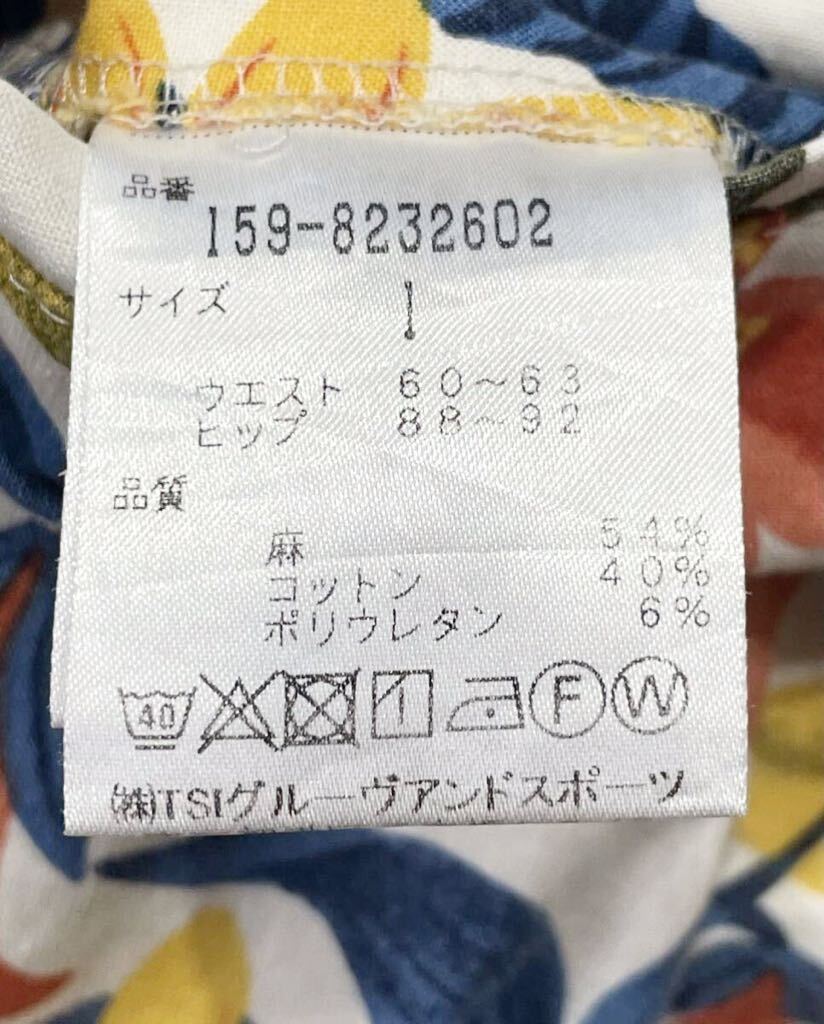 品番
159-8232602
サイズ 1
ウエスト 60～63
ヒップ 88～92
品質
麻 54%
コットン 40%
ポリウレタン 6%
40 F W
㈱TSIグルーヴアンドスポーツ